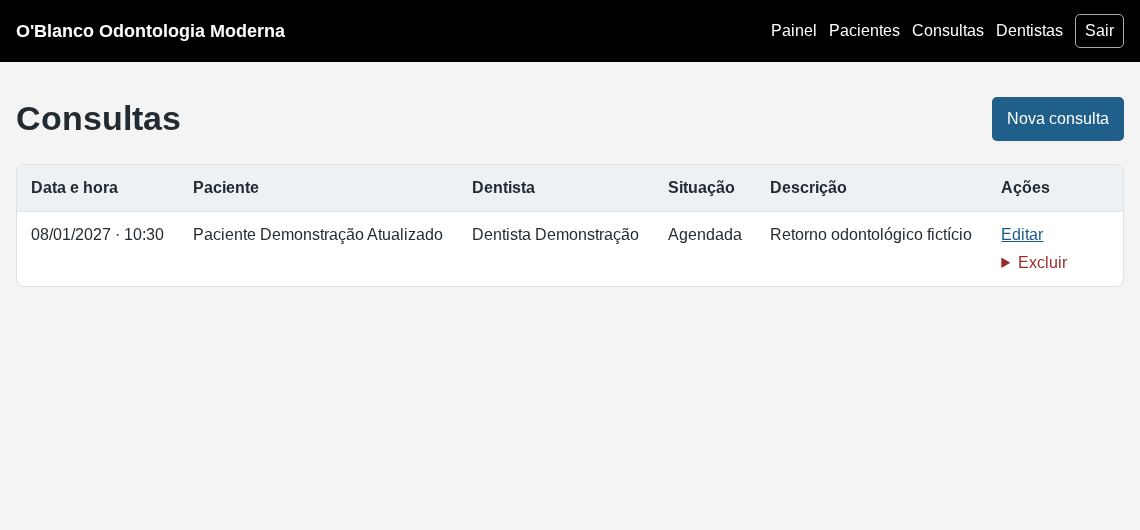 O'Blanco Odontologia Moderna
Painel Pacientes Consultas Dentistas Sair
Consultas
Nova consulta
Data e hora Paciente Dentista Situação Descrição Ações
08/01/2027 · 10:30 Paciente Demonstração Atualizado Dentista Demonstração Agendada Retorno odontológico fictício Editar
Excluir